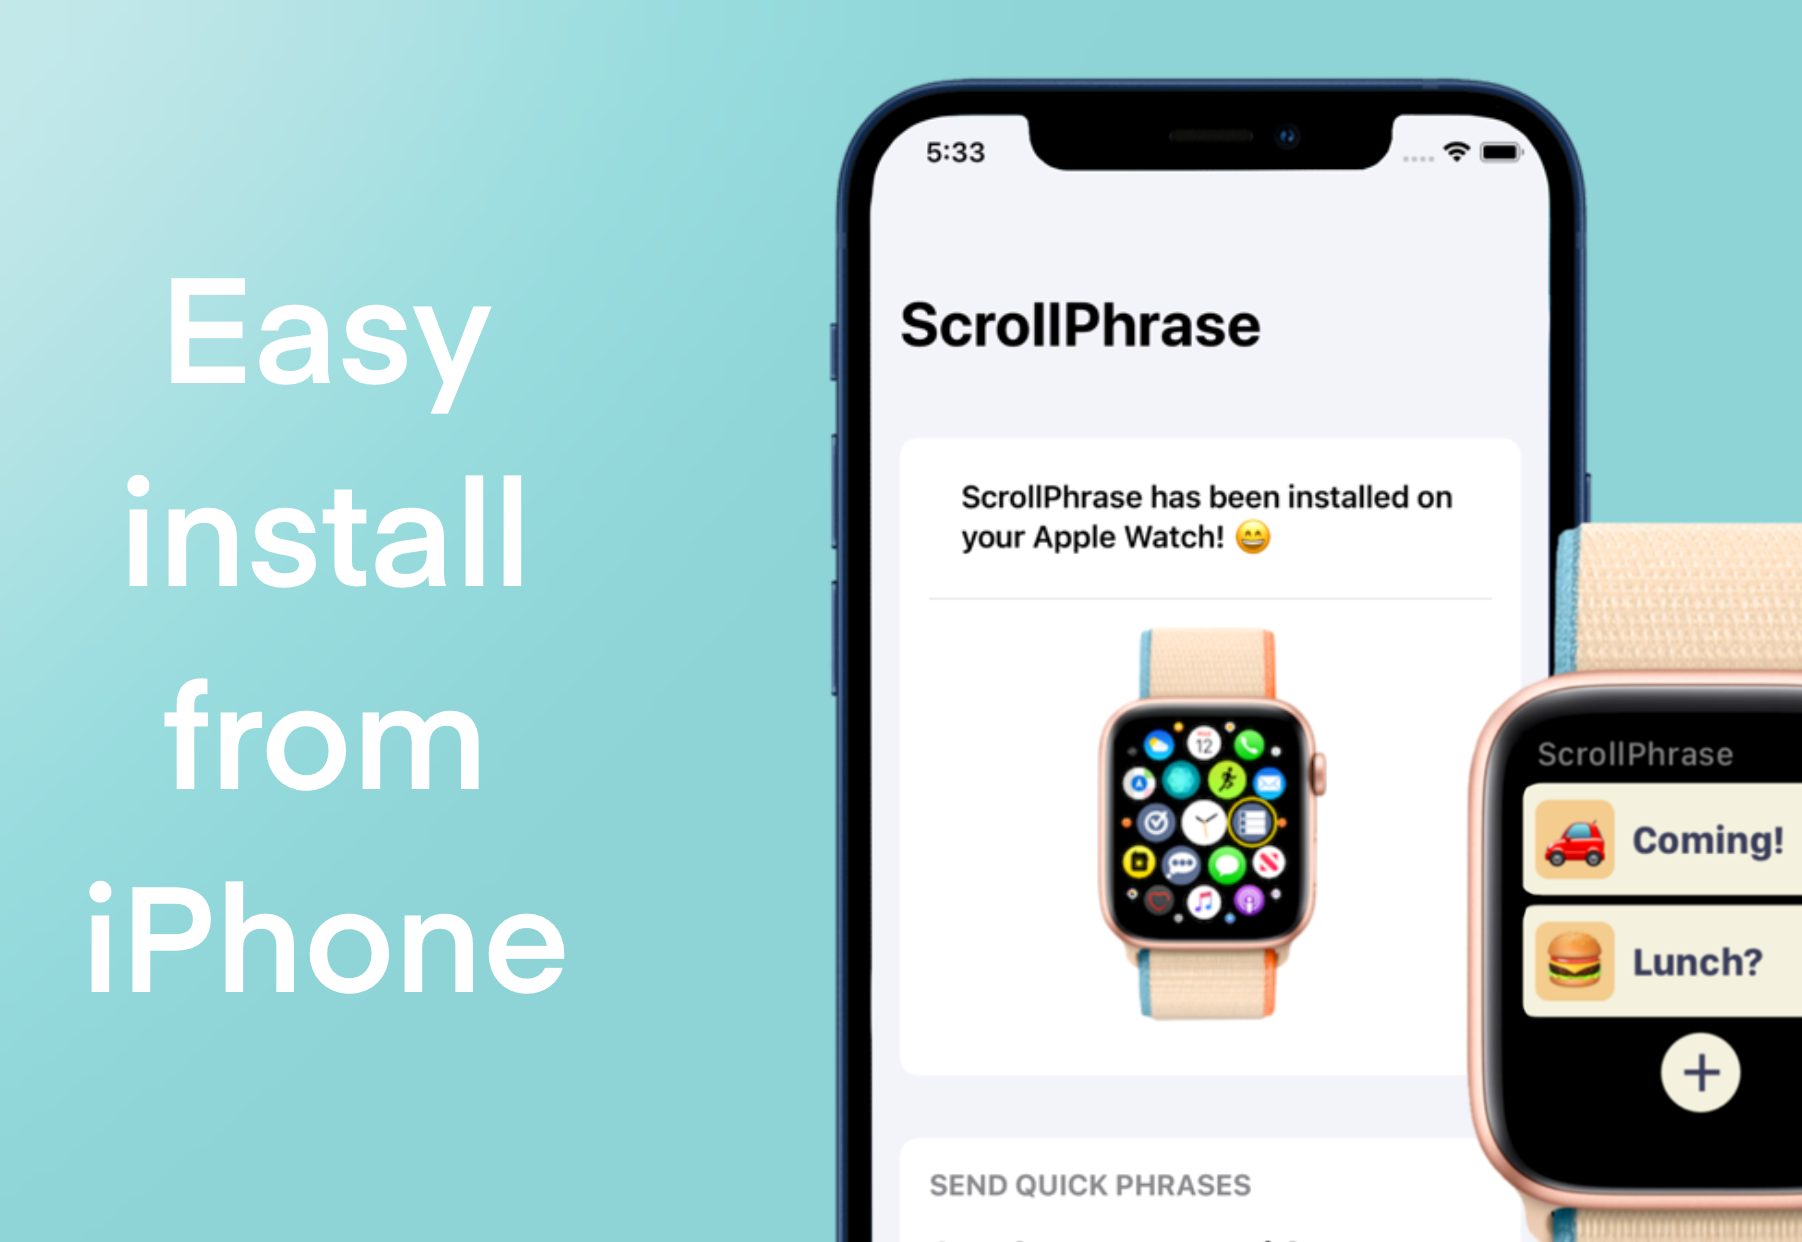 Easy
install
from
iPhone
5:33
ScrollPhrase
ScrollPhrase has been installed on
your Apple Watch! 😄
12
ScrollPhrase
Coming!
Lunch?
SEND QUICK PHRASES